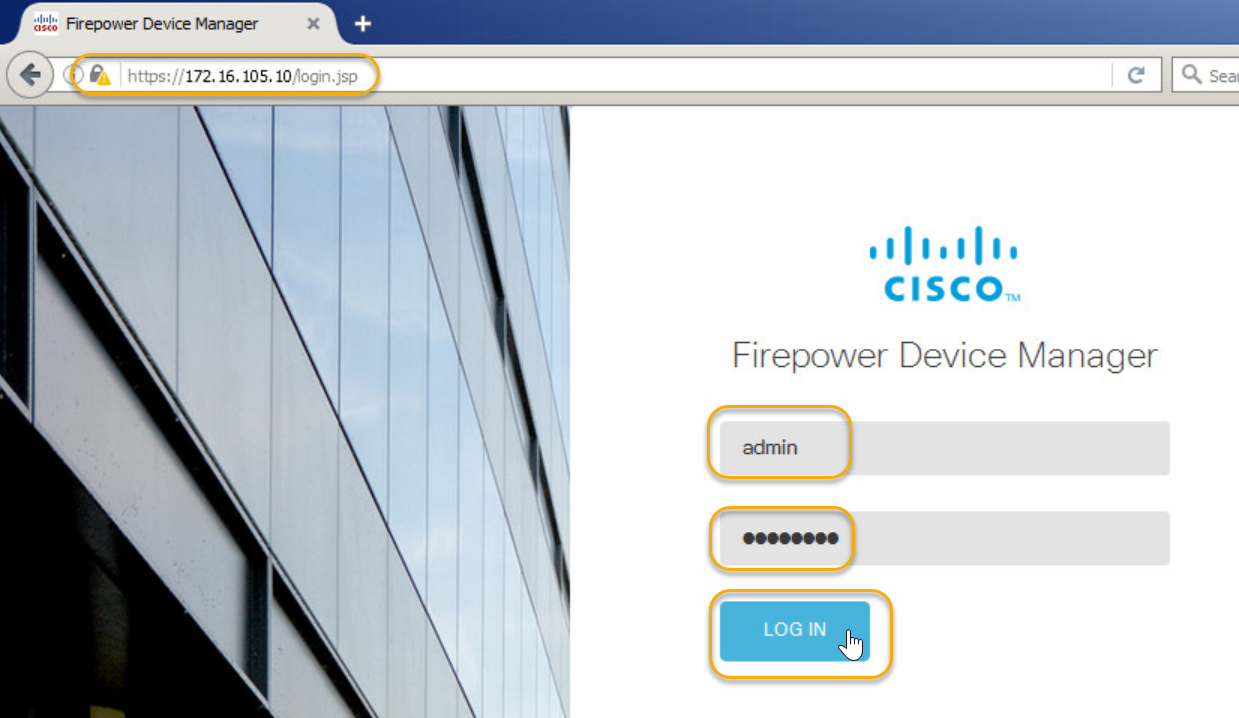 cisco Firepower Device Manager
https://172.16.105.10/login.jsp
Sear
CISCO TM
Firepower Device Manager
admin
LOG IN